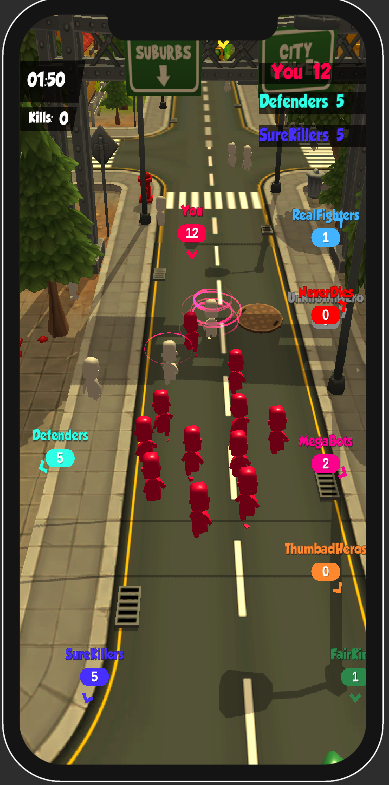 SUBURBS
CITY
01:50
You 12
Kills: 0
Defenders 5
SureKillers 5
You
12
RealFighters
1
NeverDies
0
Defenders
5
MegaBots
2
ThumbadHeros
0
SureKillers
5
FairKi
1